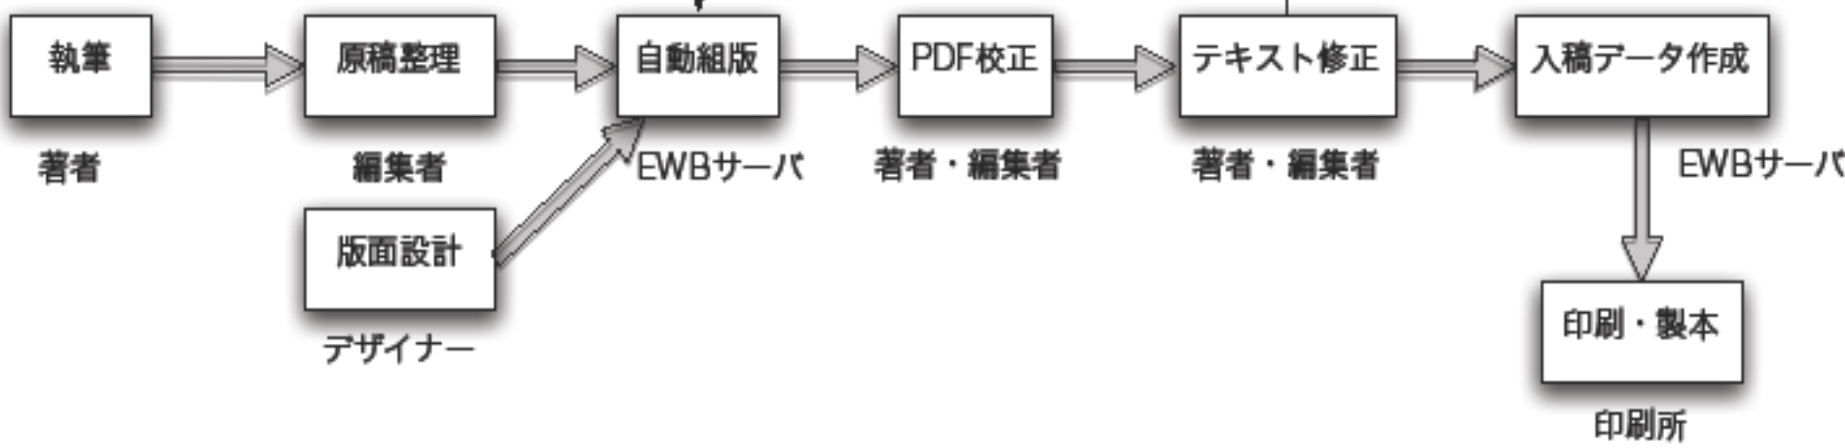 執筆
原稿整理
自動組版
PDF校正
テキスト修正
入稿データ作成
著者
編集者
EWBサーバ
著者・編集者
著者・編集者
EWBサーバ
版面設計
デザイナー
印刷・製本
印刷所